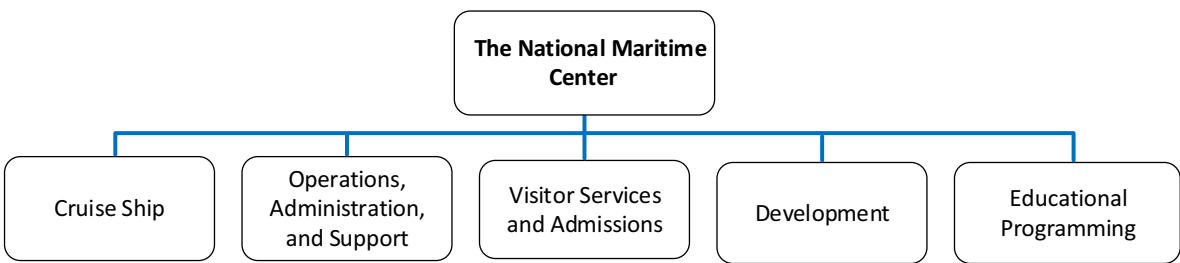 The National Maritime
Center
Cruise Ship
Operations,
Administration,
and Support
Visitor Services
and Admissions
Development
Educational
Programming